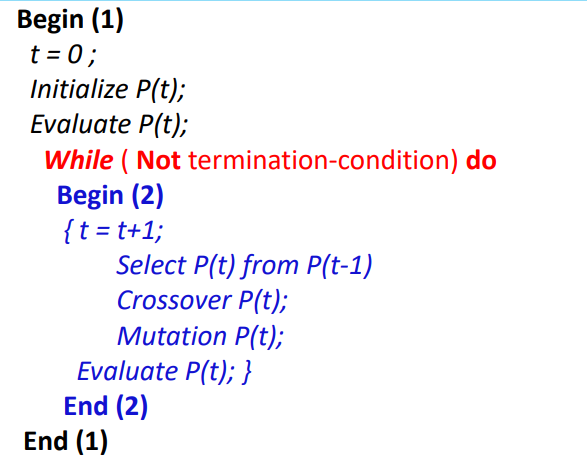 Begin (1)
t = 0 ;
Initialize P(t);
Evaluate P(t);
While ( Not termination-condition) do
Begin (2)
{ t = t+1;
Select P(t) from P(t-1)
Crossover P(t);
Mutation P(t);
Evaluate P(t); }
End (2)
End (1)